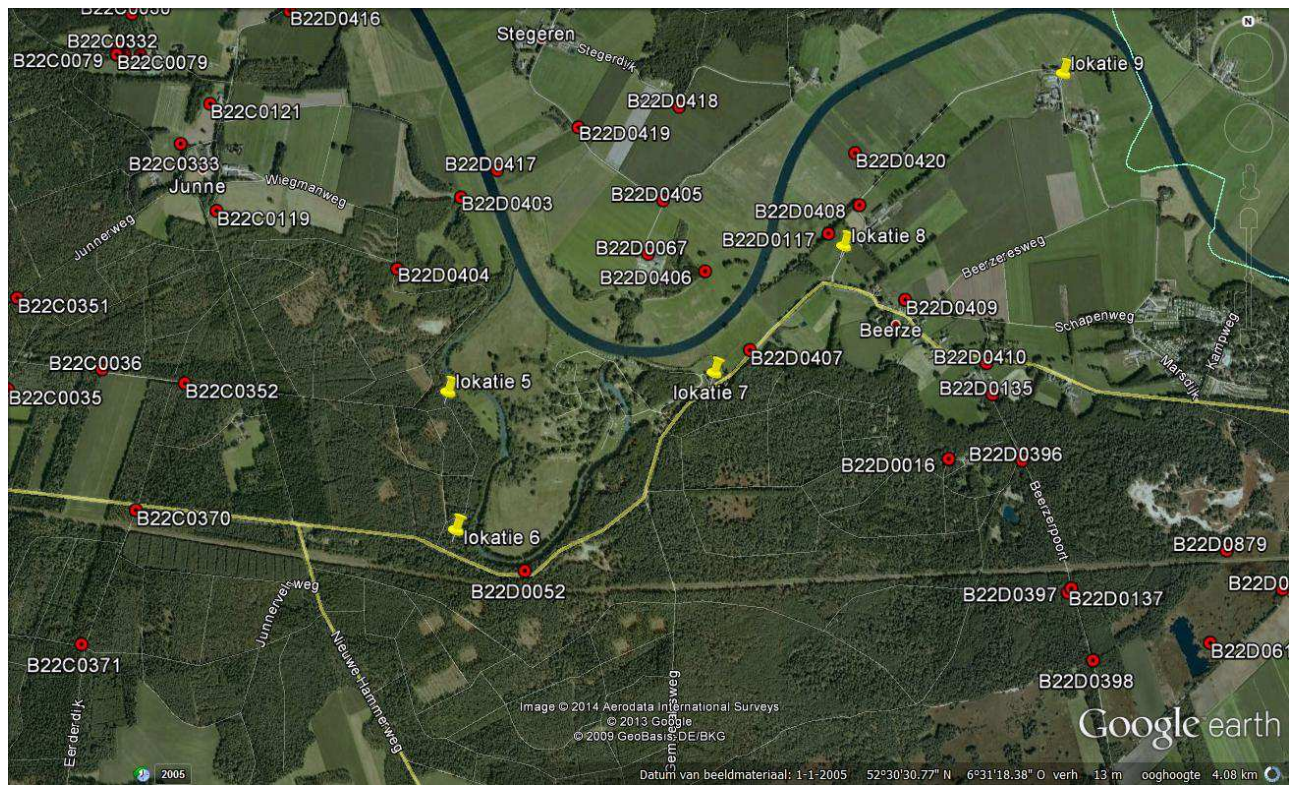 B22D0416
B22C0332
B22C0079
B22C0079
Stegeren
Stegerdijk
lokatie 9
B22C0121
B22D0418
B22D0419
B22C0333
B22D0417
B22D0420
Junne
Wiegmanweg
B22D0403
B22D0405
B22C0119
B22D0408
Junnerweg
B22D0117
lokatie 8
B22D0067
B22D0406
B22D0404
Beerzeresweg
B22C0351
B22D0409
Beerze
Schapenweg
Kampweg
B22D0407
B22D0410
Marsdijk
B22C0036
B22C0352
lokatie 5
lokatie 7
B22D0135
B22C0035
B22D0016
B22D0396
B22C0370
lokatie 6
Beerzerpoort
B22D0879
B22D0052
B22D0397
B22D0137
B22D0
Junnervelsweg
B22C0371
Nieuwe Hammerweg
B22D061
B22D0398
Eerderdijk
Image © 2014 Aerodata International Surveys
© 2013 Google
© 2009 GeoBasis-DE/BKG
Google earth
2005
Datum van beeldmateriaal: 1-1-2005 52°30'30.77" N 6°31'18.38" O verh 13 m ooghoogte 4.08 km
N